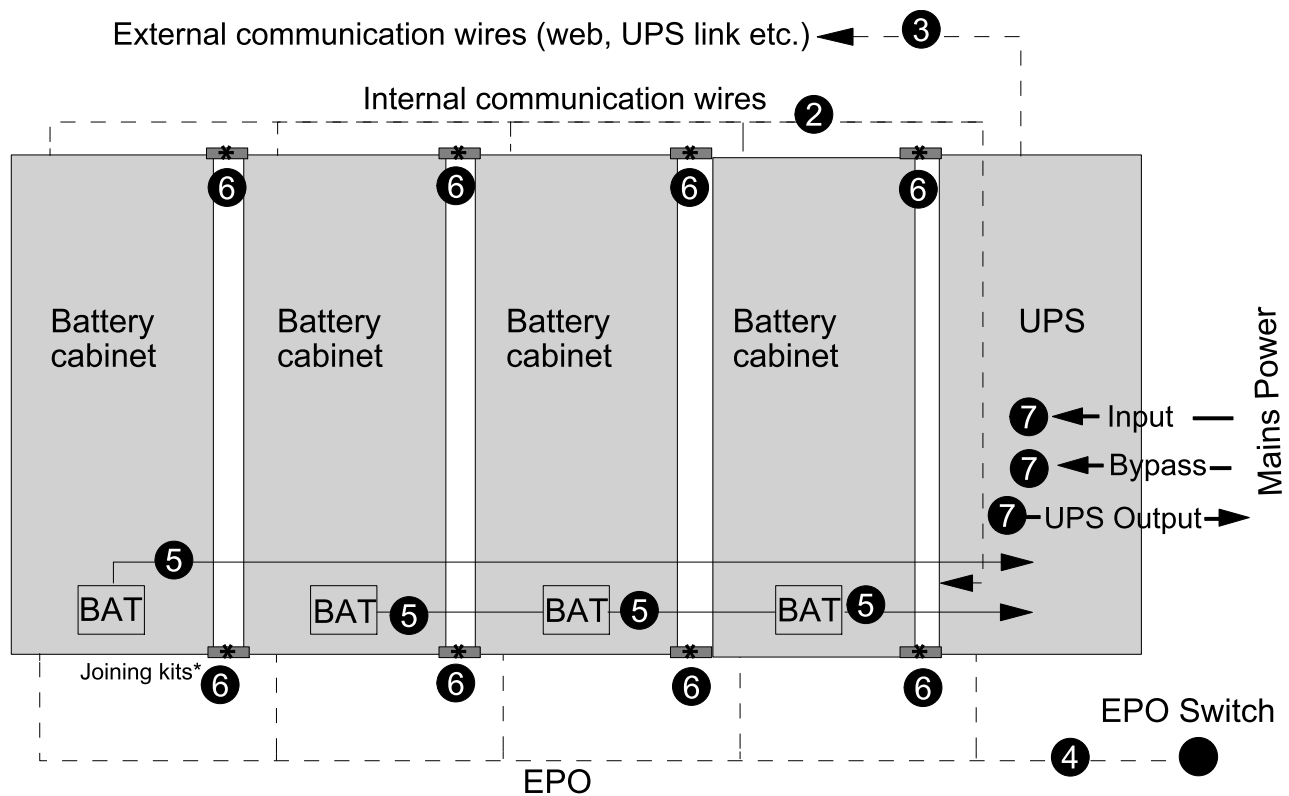 External communication wires (web, UPS link etc.) 3
Internal communication wires 2
* * * *
6 6 6 6
Battery cabinet
Battery cabinet
Battery cabinet
Battery cabinet
UPS
Mains Power
7 Input
7 Bypass
7 UPS Output
5
BAT
BAT 5
BAT 5
BAT 5
* * * *
Joining kits*
6 6 6 6
EPO Switch
4
EPO